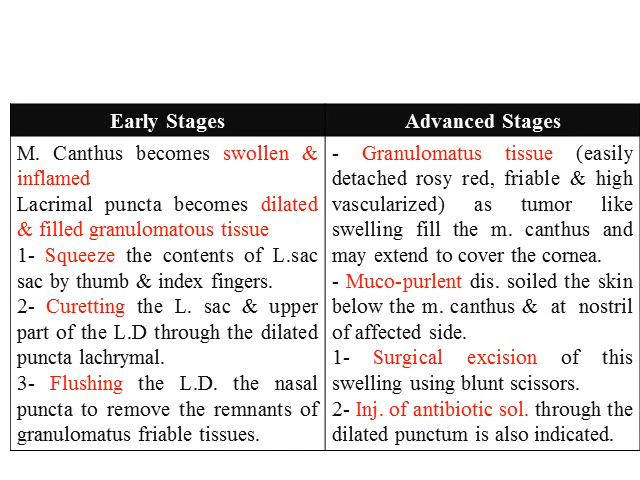 Early Stages
M. Canthus becomes swollen &
inflamed
Lacrimal puncta becomes dilated
& filled granulomatous tissue
1- Squeeze the contents of L.sac
sac by thumb & index fingers.
2- Curetting the L. sac & upper
part of the L.D through the dilated
puncta lachrymal.
3- Flushing the L.D. the nasal
puncta to remove the remnants of
granulomatus friable tissues.
Advanced Stages
- Granulomatus tissue (easily
detached rosy red, friable & high
vascularized) as tumor like
swelling fill the m. canthus and
may extend to cover the cornea.
- Muco-purlent dis. soiled the skin
below the m. canthus & at nostril
of affected side.
1- Surgical excision of this
swelling using blunt scissors.
2- Inj. of antibiotic sol. through the
dilated punctum is also indicated.